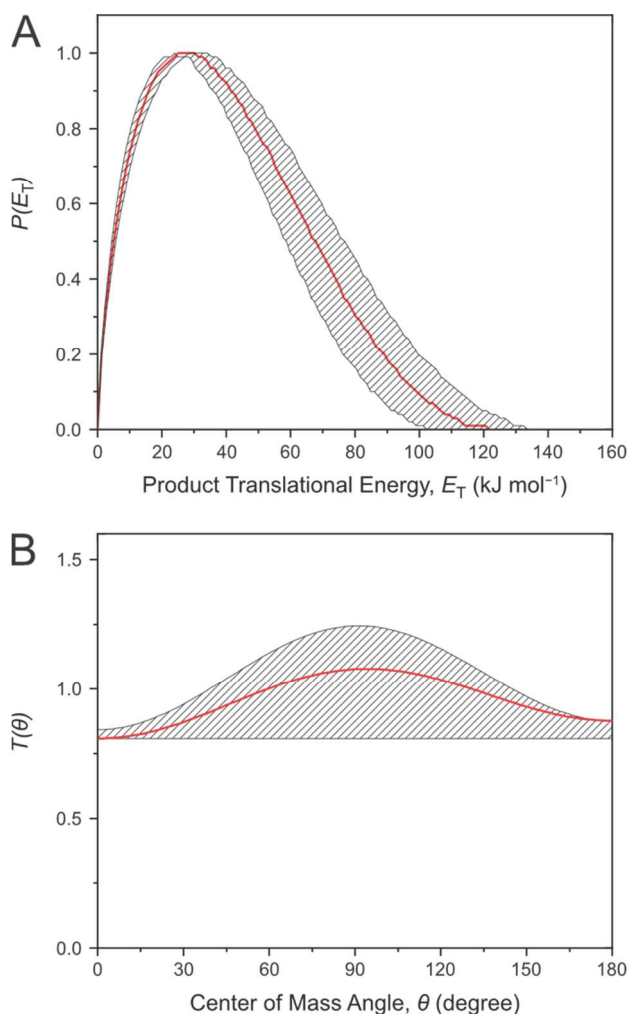 A
P(E_T)
1.0
0.8
0.6
0.4
0.2
0.0
0 20 40 60 80 100 120 140 160
Product Translational Energy, E_T (kJ mol⁻¹)
B
T(θ)
1.5
1.0
0.5
0.0
0 30 60 90 120 150 180
Center of Mass Angle, θ (degree)